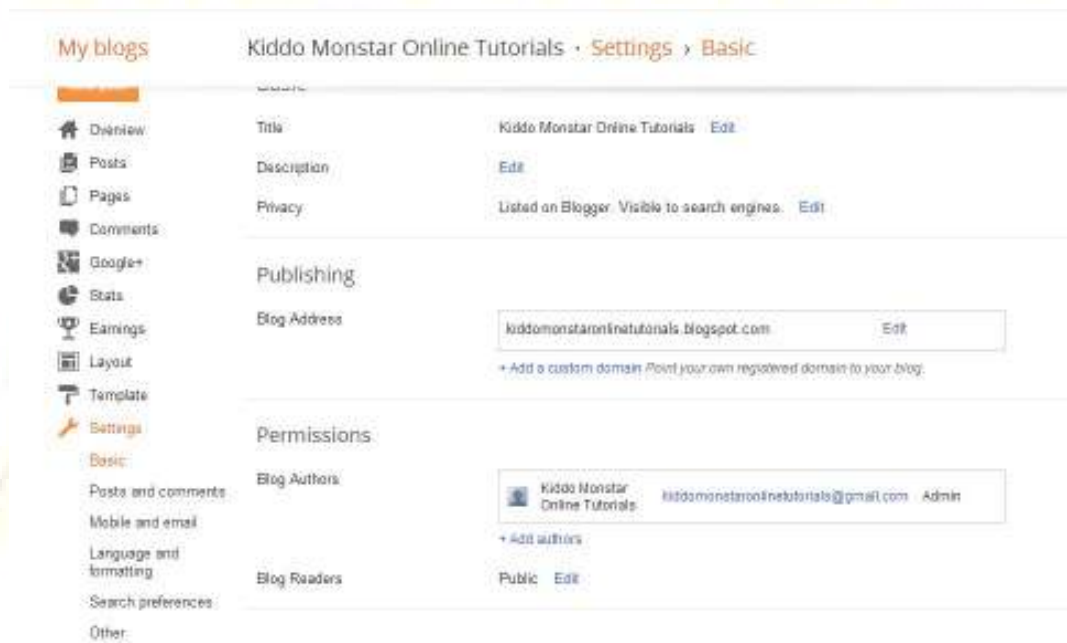 My blogs
Kiddo Monstar Online Tutorials · Settings › Basic
Overview
Posts
Pages
Comments
Google+
Stats
Earnings
Layout
Template
Settings
Basic
Posts and comments
Mobile and email
Language and
formatting
Search preferences
Other
Title
Kiddo Monstar Online Tutorials Edit
Description
Edit
Privacy
Listed on Blogger. Visible to search engines. Edit
Publishing
Blog Address
kiddomonstaronlinetutorials.blogspot.com Edit
+ Add a custom domain Point your own registered domain to your blog.
Permissions
Blog Authors
Kiddo Monstar
Online Tutorials
kiddomonstaronlinetutorials@gmail.com Admin
+ Add authors
Blog Readers
Public Edit